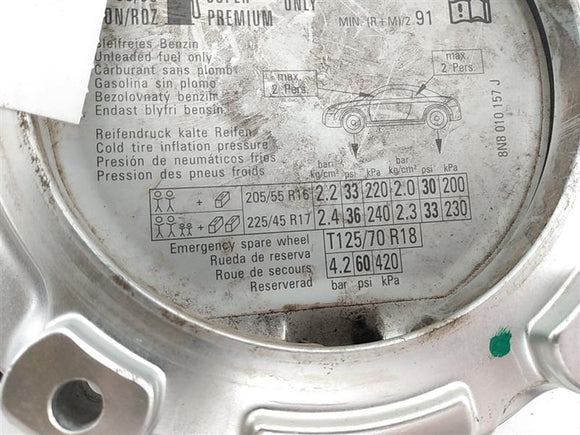 ON/ROZ PREMIUM ONLY MIN. (R+M)/2 91
Bleifreies Benzin
Unleaded fuel only
Carburant sans plomb
Gasolina sin plomo
Bezolovnaty benzin
Endast blyfri bensin
max.
2 Pers.
max.
2 Pers.
8N8 010 157 J
Reifendruck kalte Reifen
Cold tire inflation pressure
Presión de neumáticos fríos
Pression des pneus froids
bar kg/cm² psi kPa bar kg/cm² psi kPa
+ 205/55 R16 2.2 33 220 2.0 30 200
+ 225/45 R17 2.4 36 240 2.3 33 230
Emergency spare wheel T125/70 R18
Rueda de reserva
Roue de secours 4.2 60 420
Reserverad bar psi kPa